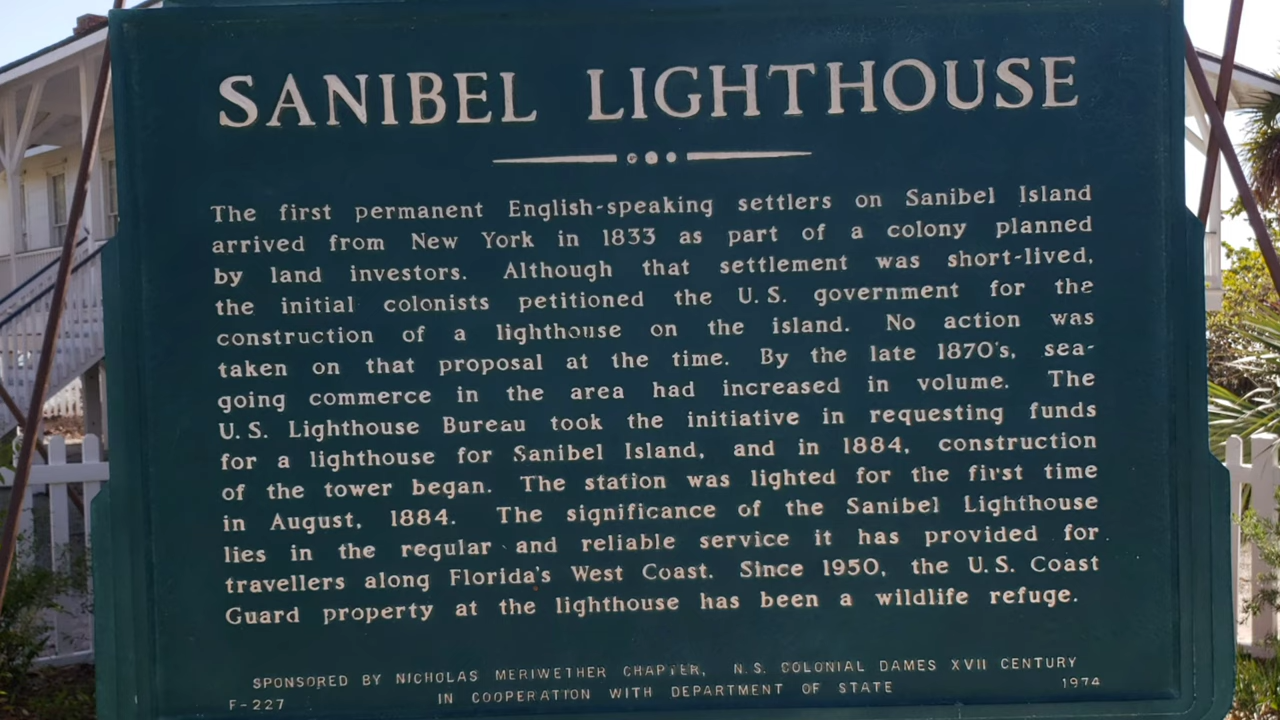 SANIBEL LIGHTHOUSE
The first permanent English-speaking settlers on Sanibel Island
arrived from New York in 1833 as part of a colony planned
by land investors. Although that settlement was short-lived,
the initial colonists petitioned the U.S. government for the
construction of a lighthouse on the island. No action was
taken on that proposal at the time. By the late 1870's, sea-
going commerce in the area had increased in volume. The
U.S. Lighthouse Bureau took the initiative in requesting funds
for a lighthouse for Sanibel Island, and in 1884, construction
of the tower began. The station was lighted for the first time
in August, 1884. The significance of the Sanibel Lighthouse
lies in the regular and reliable service it has provided for
travellers along Florida's West Coast. Since 1950, the U.S. Coast
Guard property at the lighthouse has been a wildlife refuge.
SPONSORED BY NICHOLAS MERIWETHER CHAPTER, N.S. COLONIAL DAMES XVII CENTURY
IN COOPERATION WITH DEPARTMENT OF STATE
F-227 1974